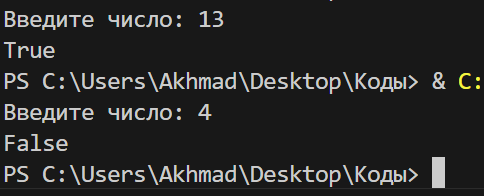 Введите число: 13
True
PS C:\Users\Akhmad\Desktop\Коды> & C:
Введите число: 4
False
PS C:\Users\Akhmad\Desktop\Коды>